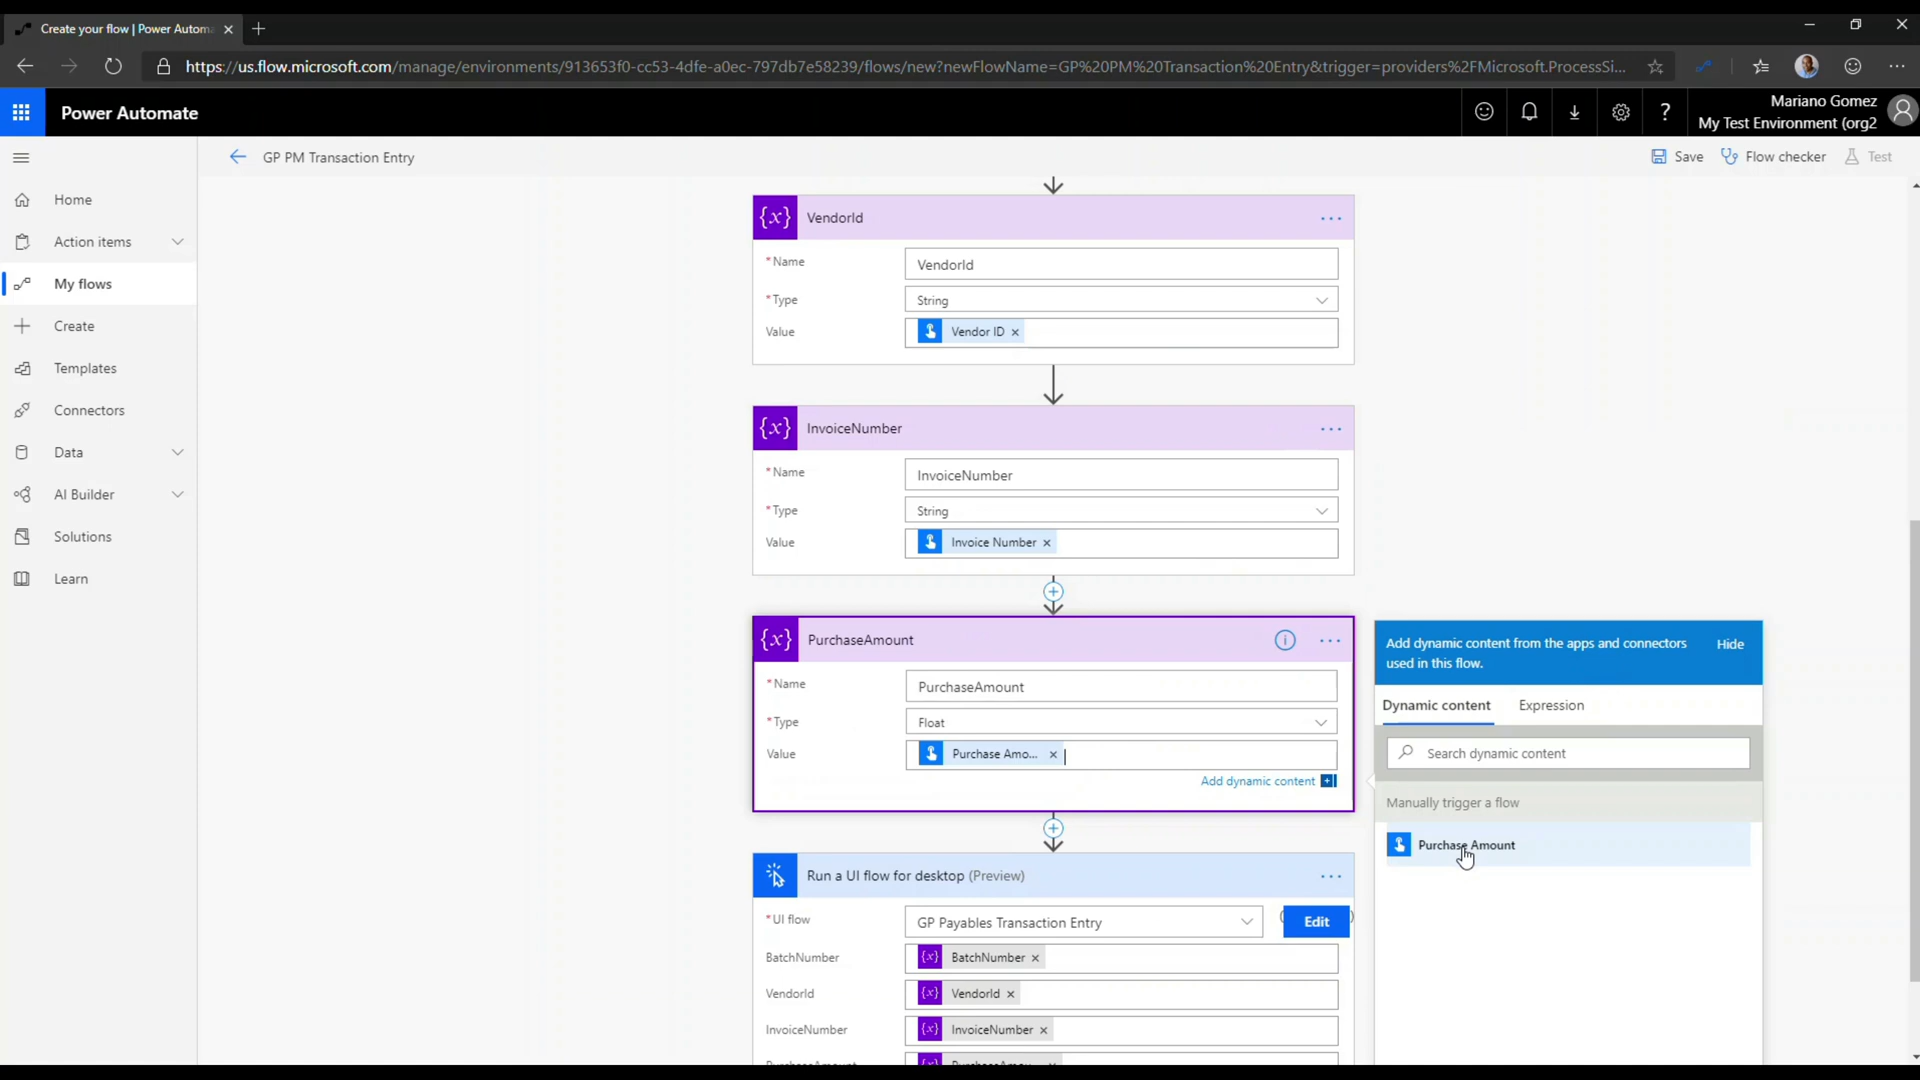 Create your flow | Power Automa
https://us.flow.microsoft.com/manage/environments/913653f0-cc53-4dfe-a0ec-797db7e58239/flows/new?newFlowName=GP%20PM%20Transaction%20Entry&trigger=providers%2FMicrosoft.ProcessSi...
Power Automate
Mariano Gomez
My Test Environment (org2
GP PM Transaction Entry
Save
Flow checker
Test
Home
Action items
My flows
Create
Templates
Connectors
Data
AI Builder
Solutions
Learn
{x} VendorId
* Name VendorId
* Type String
Value Vendor ID ×
{x} InvoiceNumber
* Name InvoiceNumber
* Type String
Value Invoice Number ×
{x} PurchaseAmount
* Name PurchaseAmount
* Type Float
Value Purchase Amo... ×
Add dynamic content
Run a UI flow for desktop (Preview)
* UI flow GP Payables Transaction Entry Edit
BatchNumber {x} BatchNumber ×
VendorId {x} VendorId ×
InvoiceNumber {x} InvoiceNumber ×
Add dynamic content from the apps and connectors Hide
used in this flow.
Dynamic content Expression
Search dynamic content
Manually trigger a flow
Purchase Amount